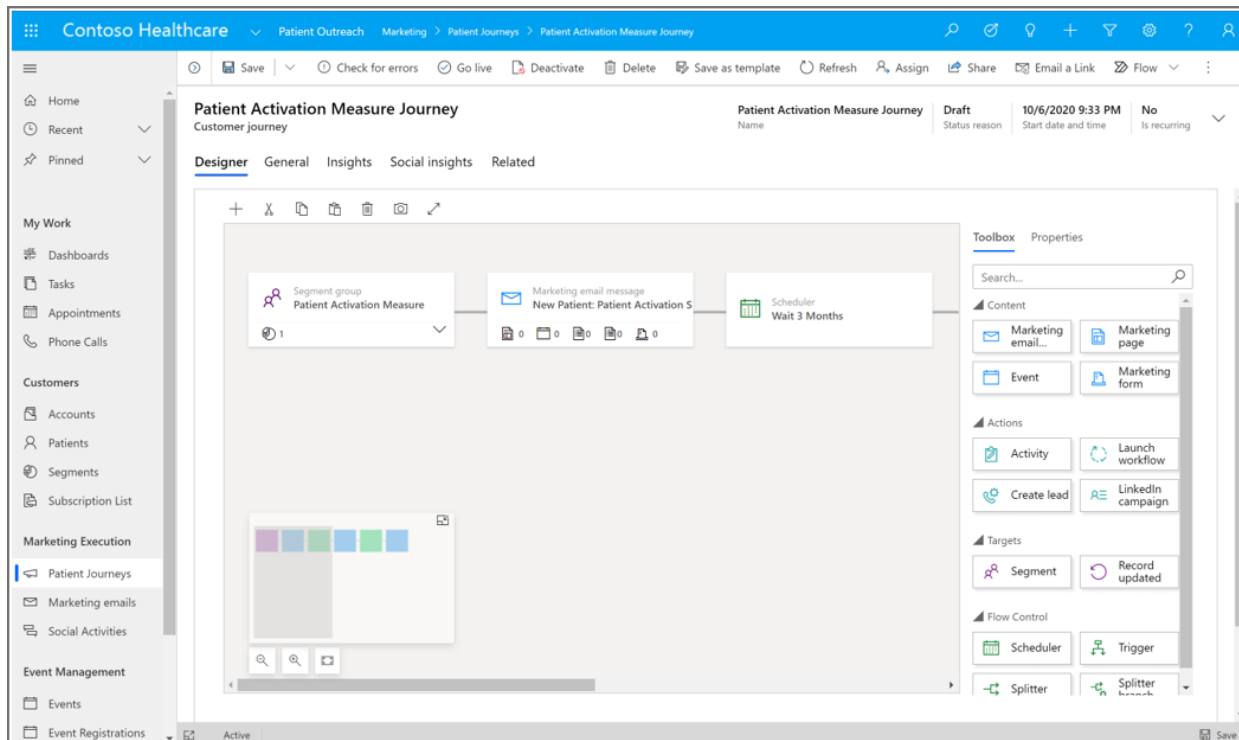 Contoso Healthcare Patient Outreach Marketing > Patient Journeys > Patient Activation Measure Journey
Save Check for errors Go live Deactivate Delete Save as template Refresh Assign Share Email a Link Flow
Home
Recent
Pinned
My Work
Dashboards
Tasks
Appointments
Phone Calls
Customers
Accounts
Patients
Segments
Subscription List
Marketing Execution
Patient Journeys
Marketing emails
Social Activities
Event Management
Events
Event Registrations
Patient Activation Measure Journey
Customer journey
Patient Activation Measure Journey
Name
Draft
Status reason
10/6/2020 9:33 PM
Start date and time
No
Is recurring
Designer General Insights Social insights Related
Segment group
Patient Activation Measure
1
Marketing email message
New Patient: Patient Activation S
0 0 0 0 0
Scheduler
Wait 3 Months
Toolbox Properties
Search...
Content
Marketing
email...
Marketing
page
Event
Marketing
form
Actions
Activity
Launch
workflow
Create lead
LinkedIn
campaign
Targets
Segment
Record
updated
Flow Control
Scheduler
Trigger
Splitter
Splitter
branch
Active
Save